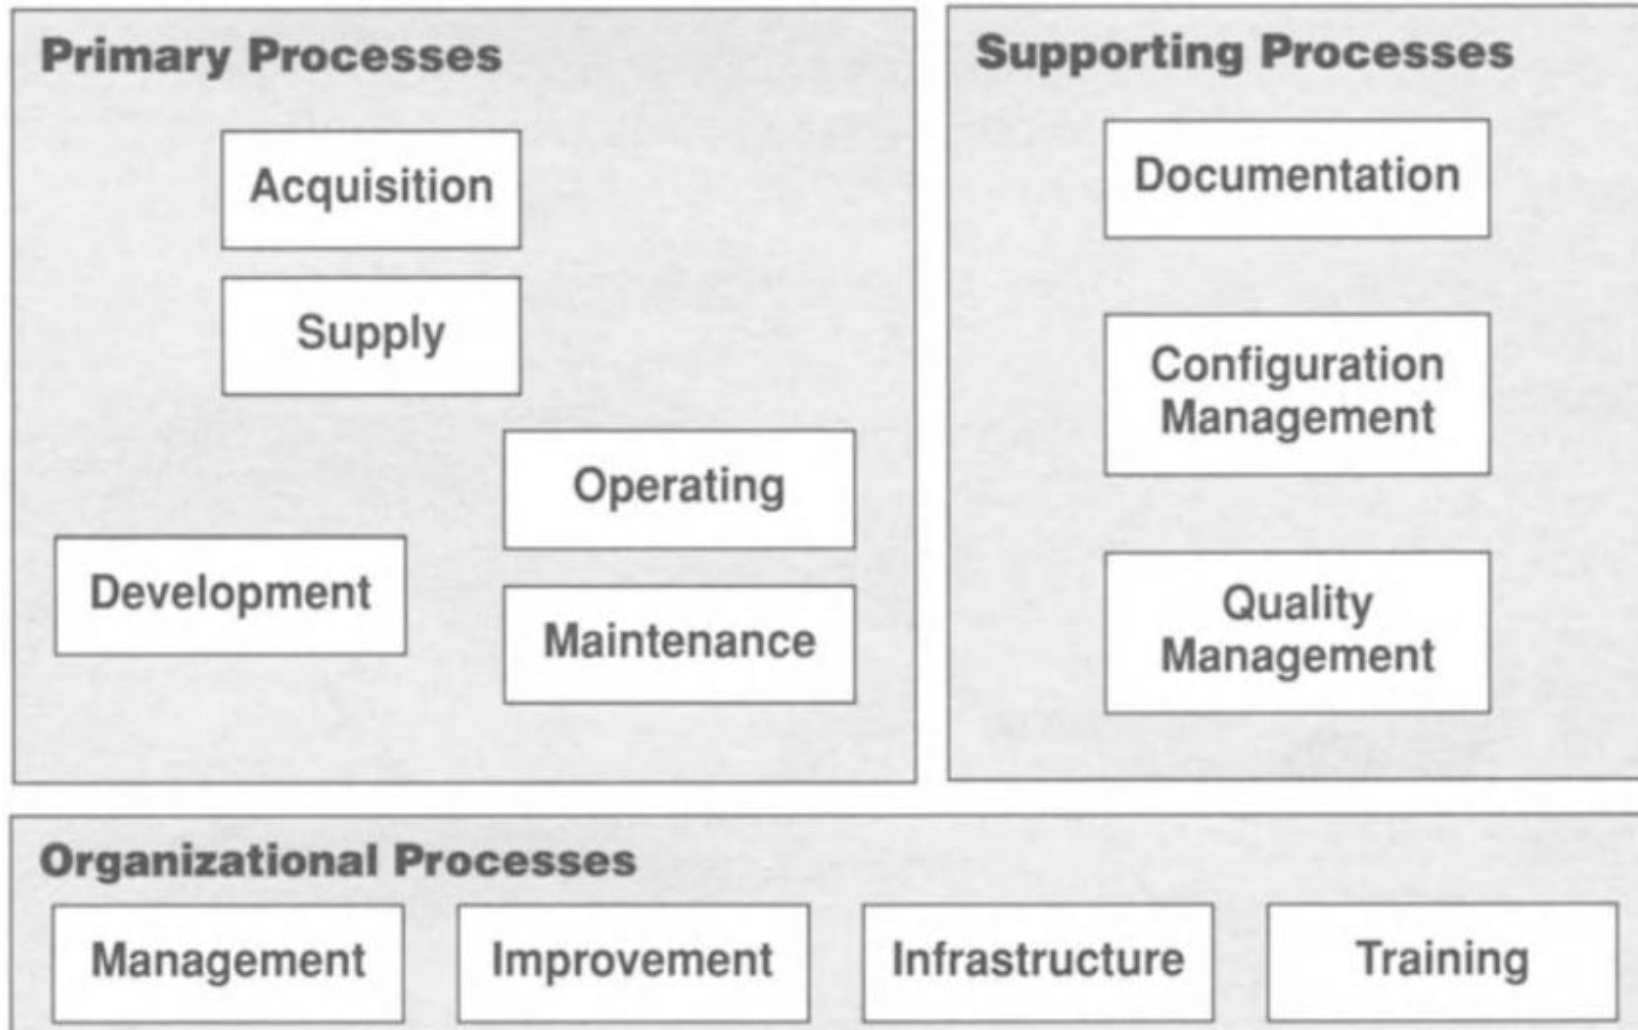 Primary Processes
Acquisition
Supply
Operating
Development
Maintenance
Supporting Processes
Documentation
Configuration
Management
Quality
Management
Organizational Processes
Management
Improvement
Infrastructure
Training